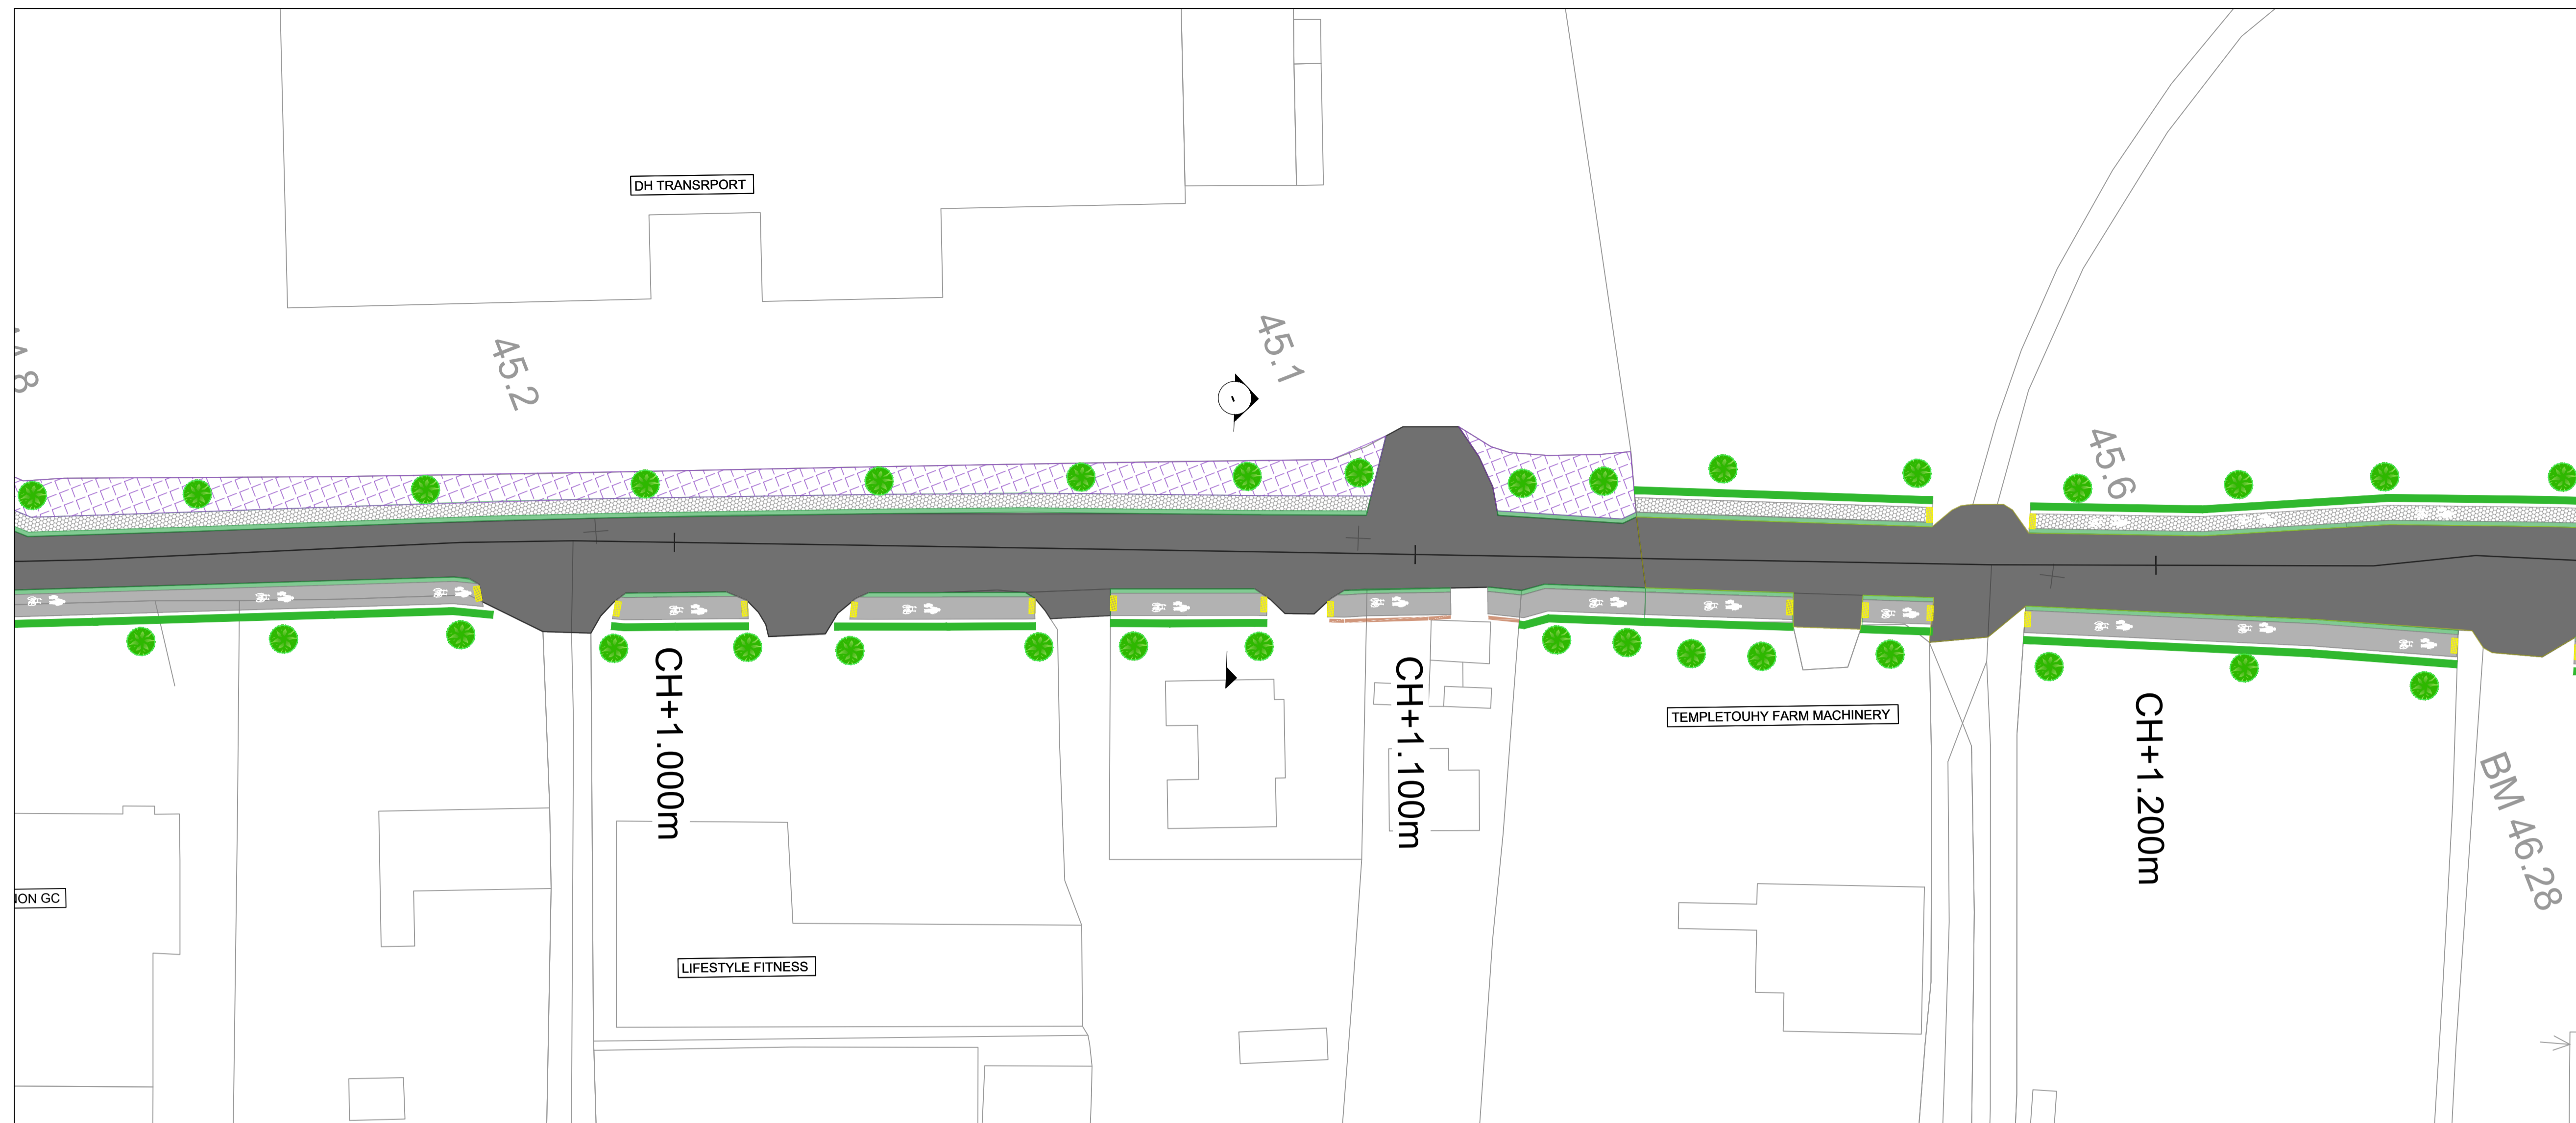 DH TRANSRPORT
45.2
45.1
-
45.6
CH+1.000m
CH+1.100m
CH+1.200m
TEMPLETOUHY FARM MACHINERY
BM 46.28
ION GC
LIFESTYLE FITNESS